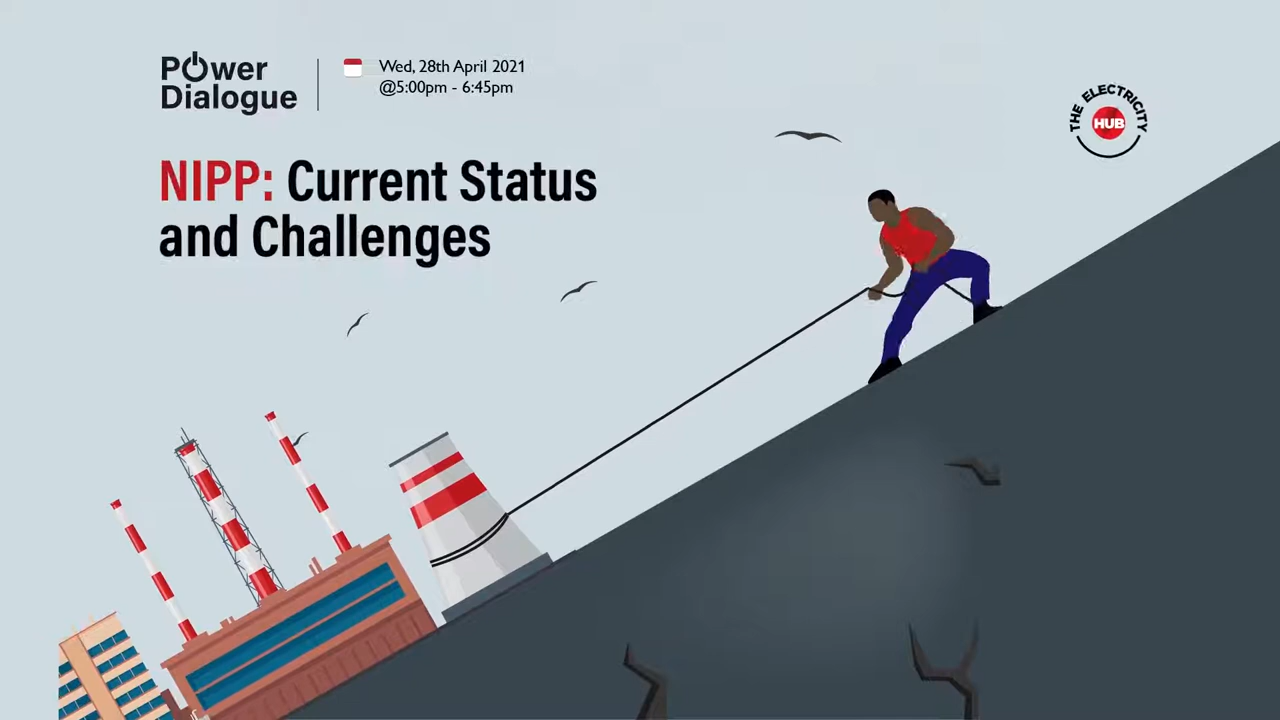 Power
Dialogue
Wed, 28th April 2021
@5:00pm - 6:45pm
THE ELECTRICITY
HUB
NIPP: Current Status
and Challenges